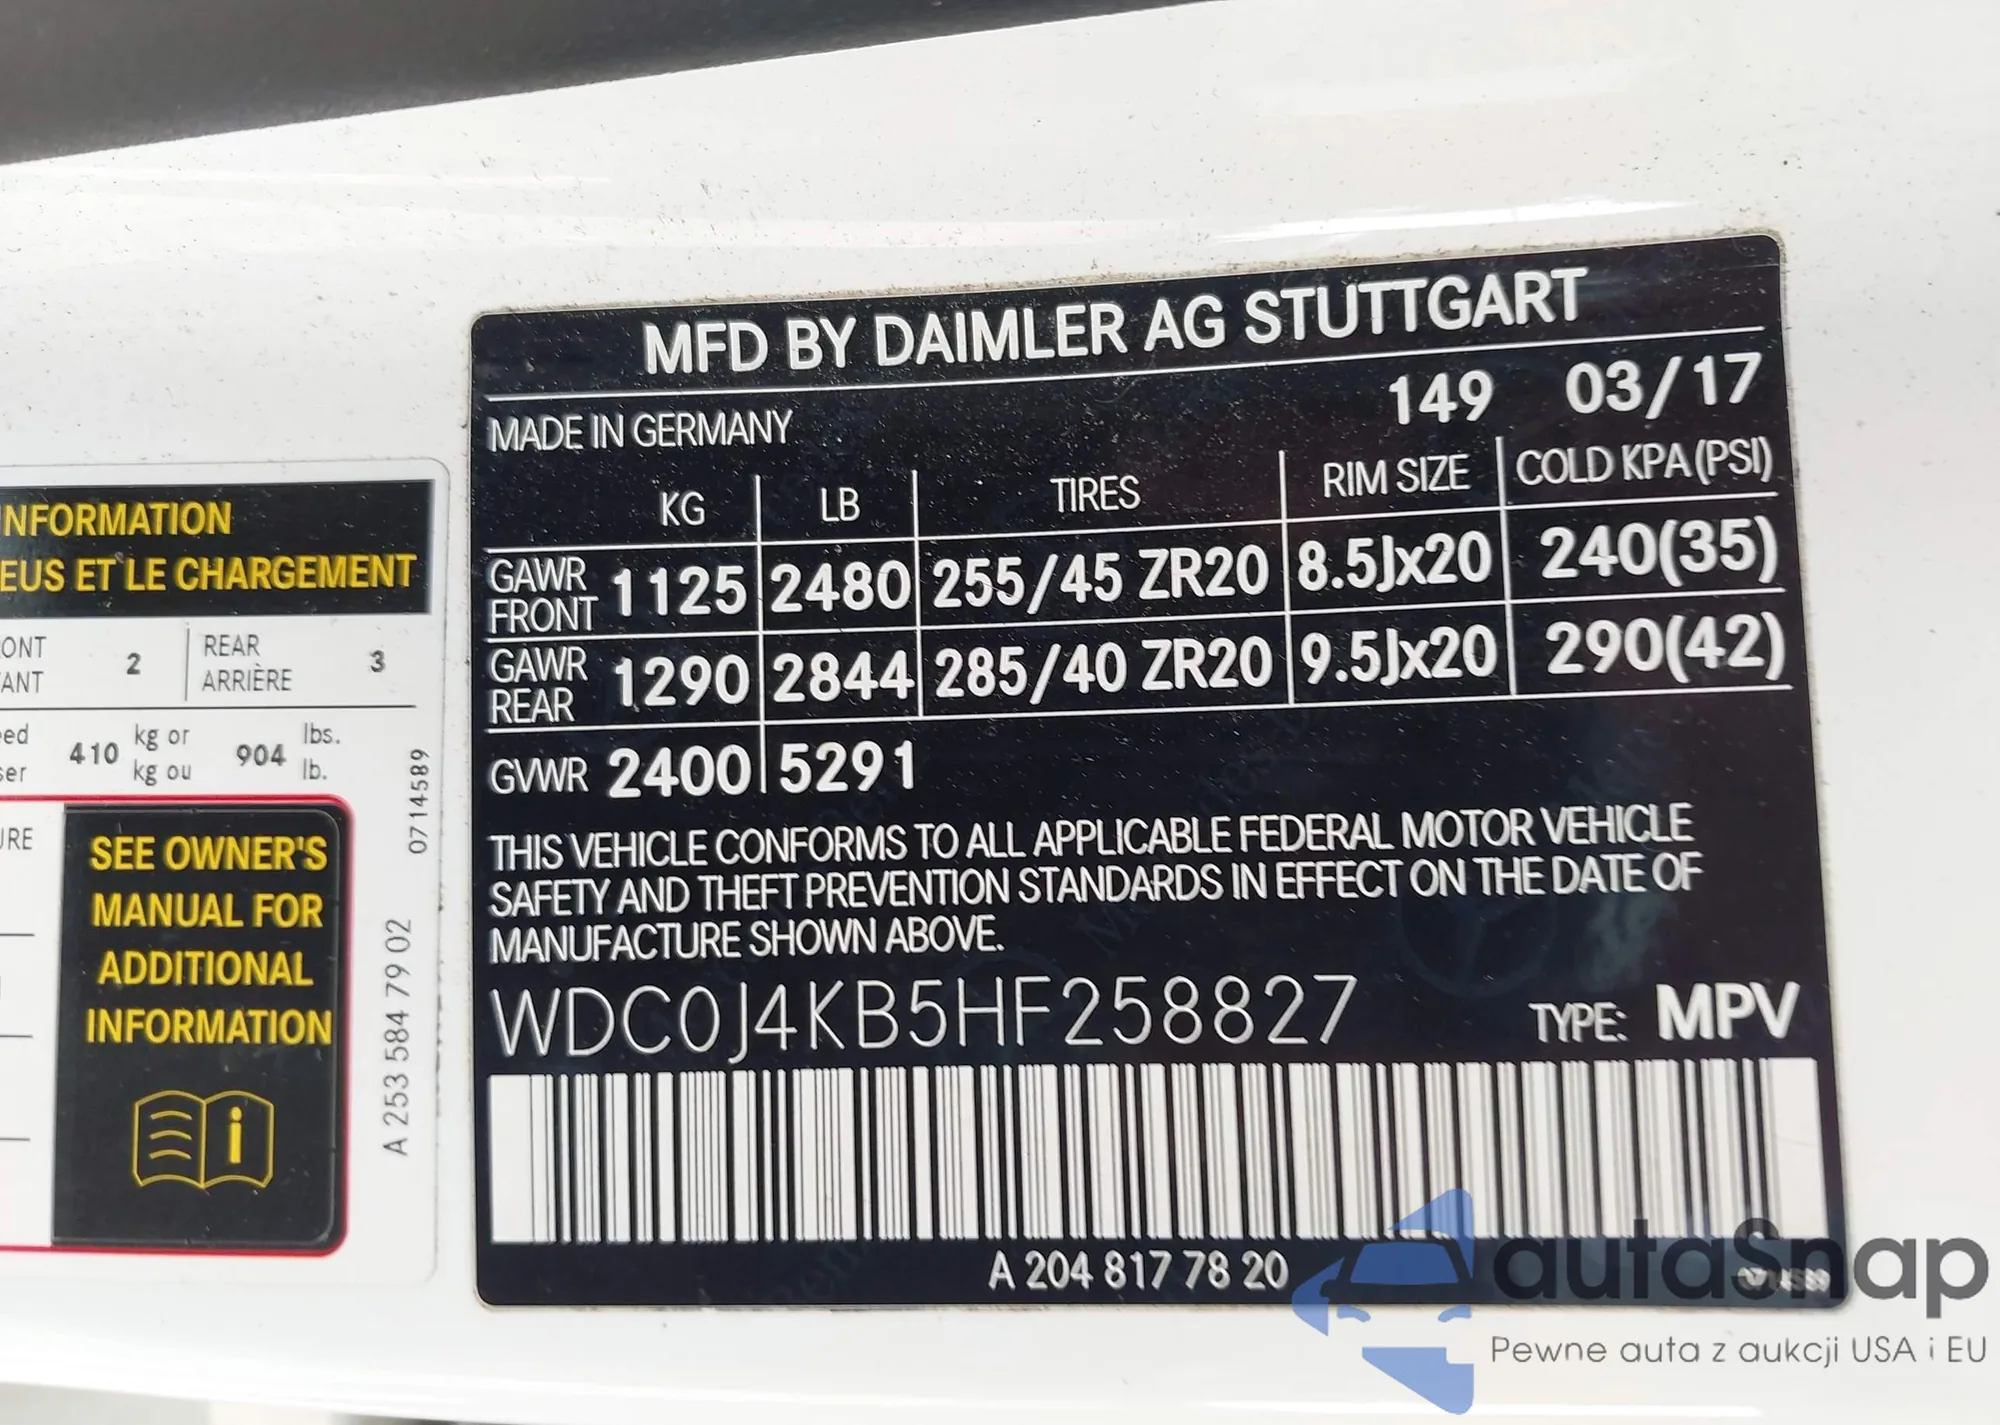 INFORMATION
EUS ET LE CHARGEMENT
ONT
ANT
2
REAR
ARRIÈRE
3
eed
ser
410
kg or
kg ou
904
lbs.
lb.
URE
SEE OWNER'S
MANUAL FOR
ADDITIONAL
INFORMATION
i
0714589
A 253 584 79 02
MFD BY DAIMLER AG STUTTGART
149 03/17
MADE IN GERMANY
KG LB TIRES RIM SIZE COLD KPA (PSI)
GAWR
FRONT 1125 2480 255/45 ZR20 8.5Jx20 240(35)
GAWR
REAR 1290 2844 285/40 ZR20 9.5Jx20 290(42)
GVWR 2400 5291
THIS VEHICLE CONFORMS TO ALL APPLICABLE FEDERAL MOTOR VEHICLE
SAFETY AND THEFT PREVENTION STANDARDS IN EFFECT ON THE DATE OF
MANUFACTURE SHOWN ABOVE.
WDC0J4KB5HF258827 TYPE: MPV
A 204 817 78 20
autaSnap
Pewne auta z aukcji USA i EU